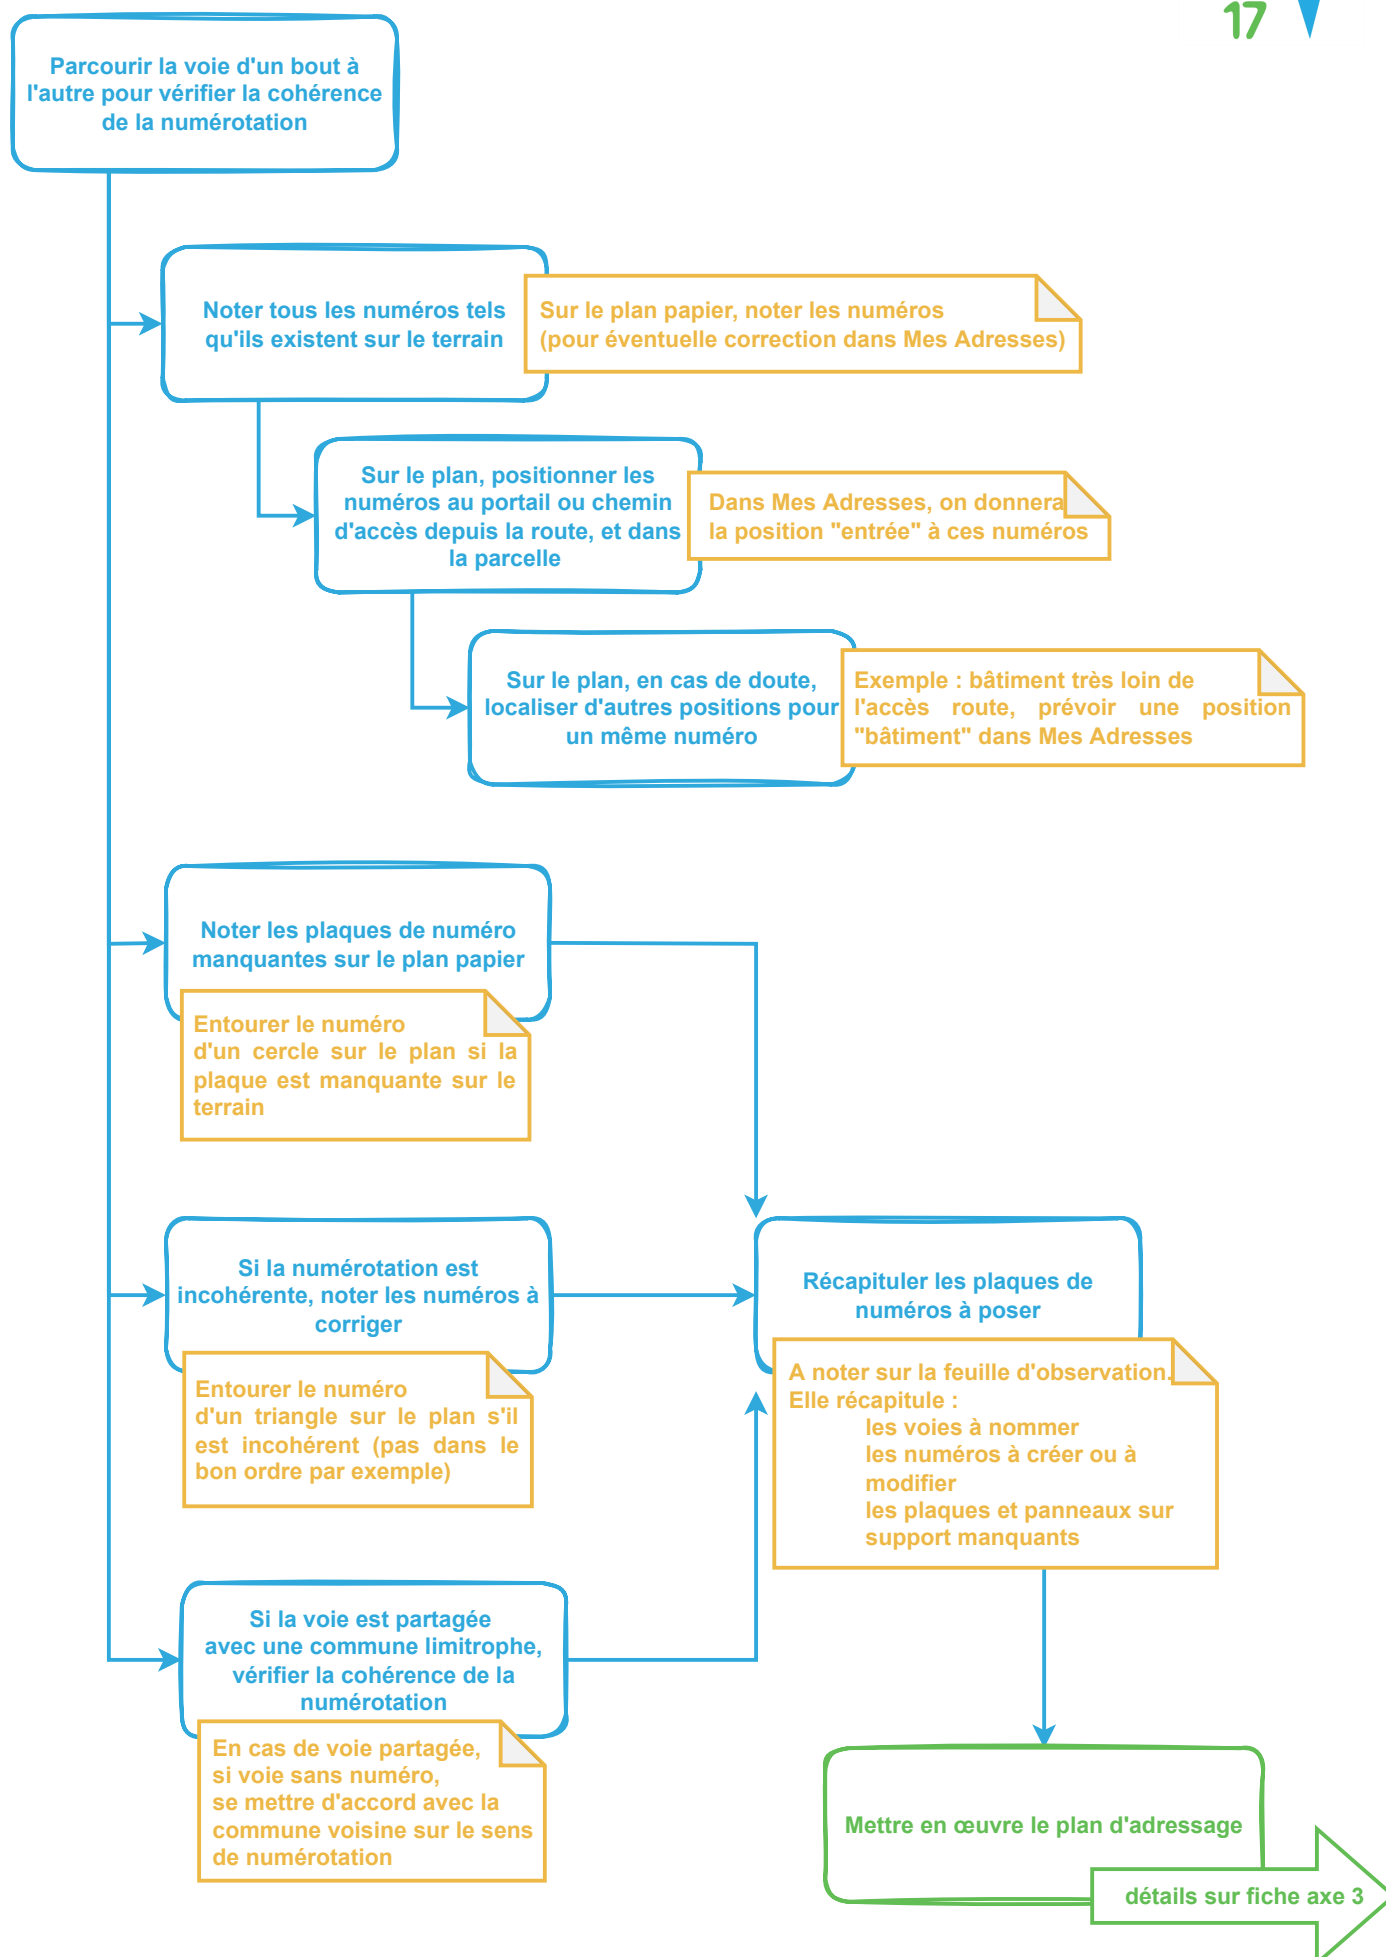 17
Parcourir la voie d'un bout à
l'autre pour vérifier la cohérence
de la numérotation
Noter tous les numéros tels
qu'ils existent sur le terrain
Sur le plan papier, noter les numéros
(pour éventuelle correction dans Mes Adresses)
Sur le plan, positionner les
numéros au portail ou chemin
d'accès depuis la route, et dans
la parcelle
Dans Mes Adresses, on donnera
la position "entrée" à ces numéros
Sur le plan, en cas de doute,
localiser d'autres positions pour
un même numéro
Exemple : bâtiment très loin de
l'accès route, prévoir une position
"bâtiment" dans Mes Adresses
Noter les plaques de numéro
manquantes sur le plan papier
Entourer le numéro
d'un cercle sur le plan si la
plaque est manquante sur le
terrain
Si la numérotation est
incohérente, noter les numéros à
corriger
Entourer le numéro
d'un triangle sur le plan s'il
est incohérent (pas dans le
bon ordre par exemple)
Récapituler les plaques de
numéros à poser
A noter sur la feuille d'observation.
Elle récapitule :
les voies à nommer
les numéros à créer ou à
modifier
les plaques et panneaux sur
support manquants
Si la voie est partagée
avec une commune limitrophe,
vérifier la cohérence de la
numérotation
En cas de voie partagée,
si voie sans numéro,
se mettre d'accord avec la
commune voisine sur le sens
de numérotation
Mettre en œuvre le plan d'adressage
détails sur fiche axe 3